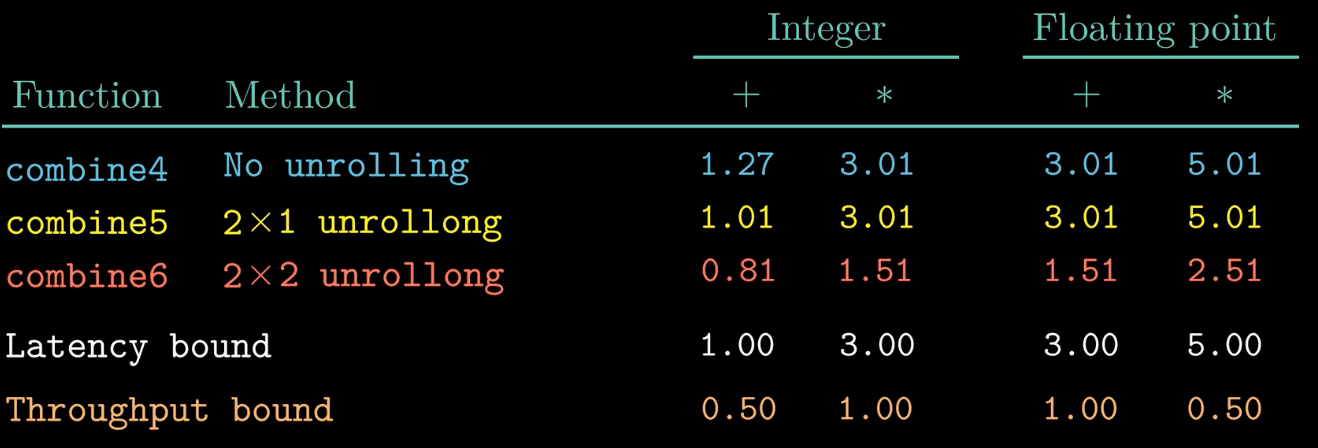 Integer Floating point
Function Method + * + *
combine4 No unrolling 1.27 3.01 3.01 5.01
combine5 2×1 unrollong 1.01 3.01 3.01 5.01
combine6 2×2 unrollong 0.81 1.51 1.51 2.51
Latency bound 1.00 3.00 3.00 5.00
Throughput bound 0.50 1.00 1.00 0.50